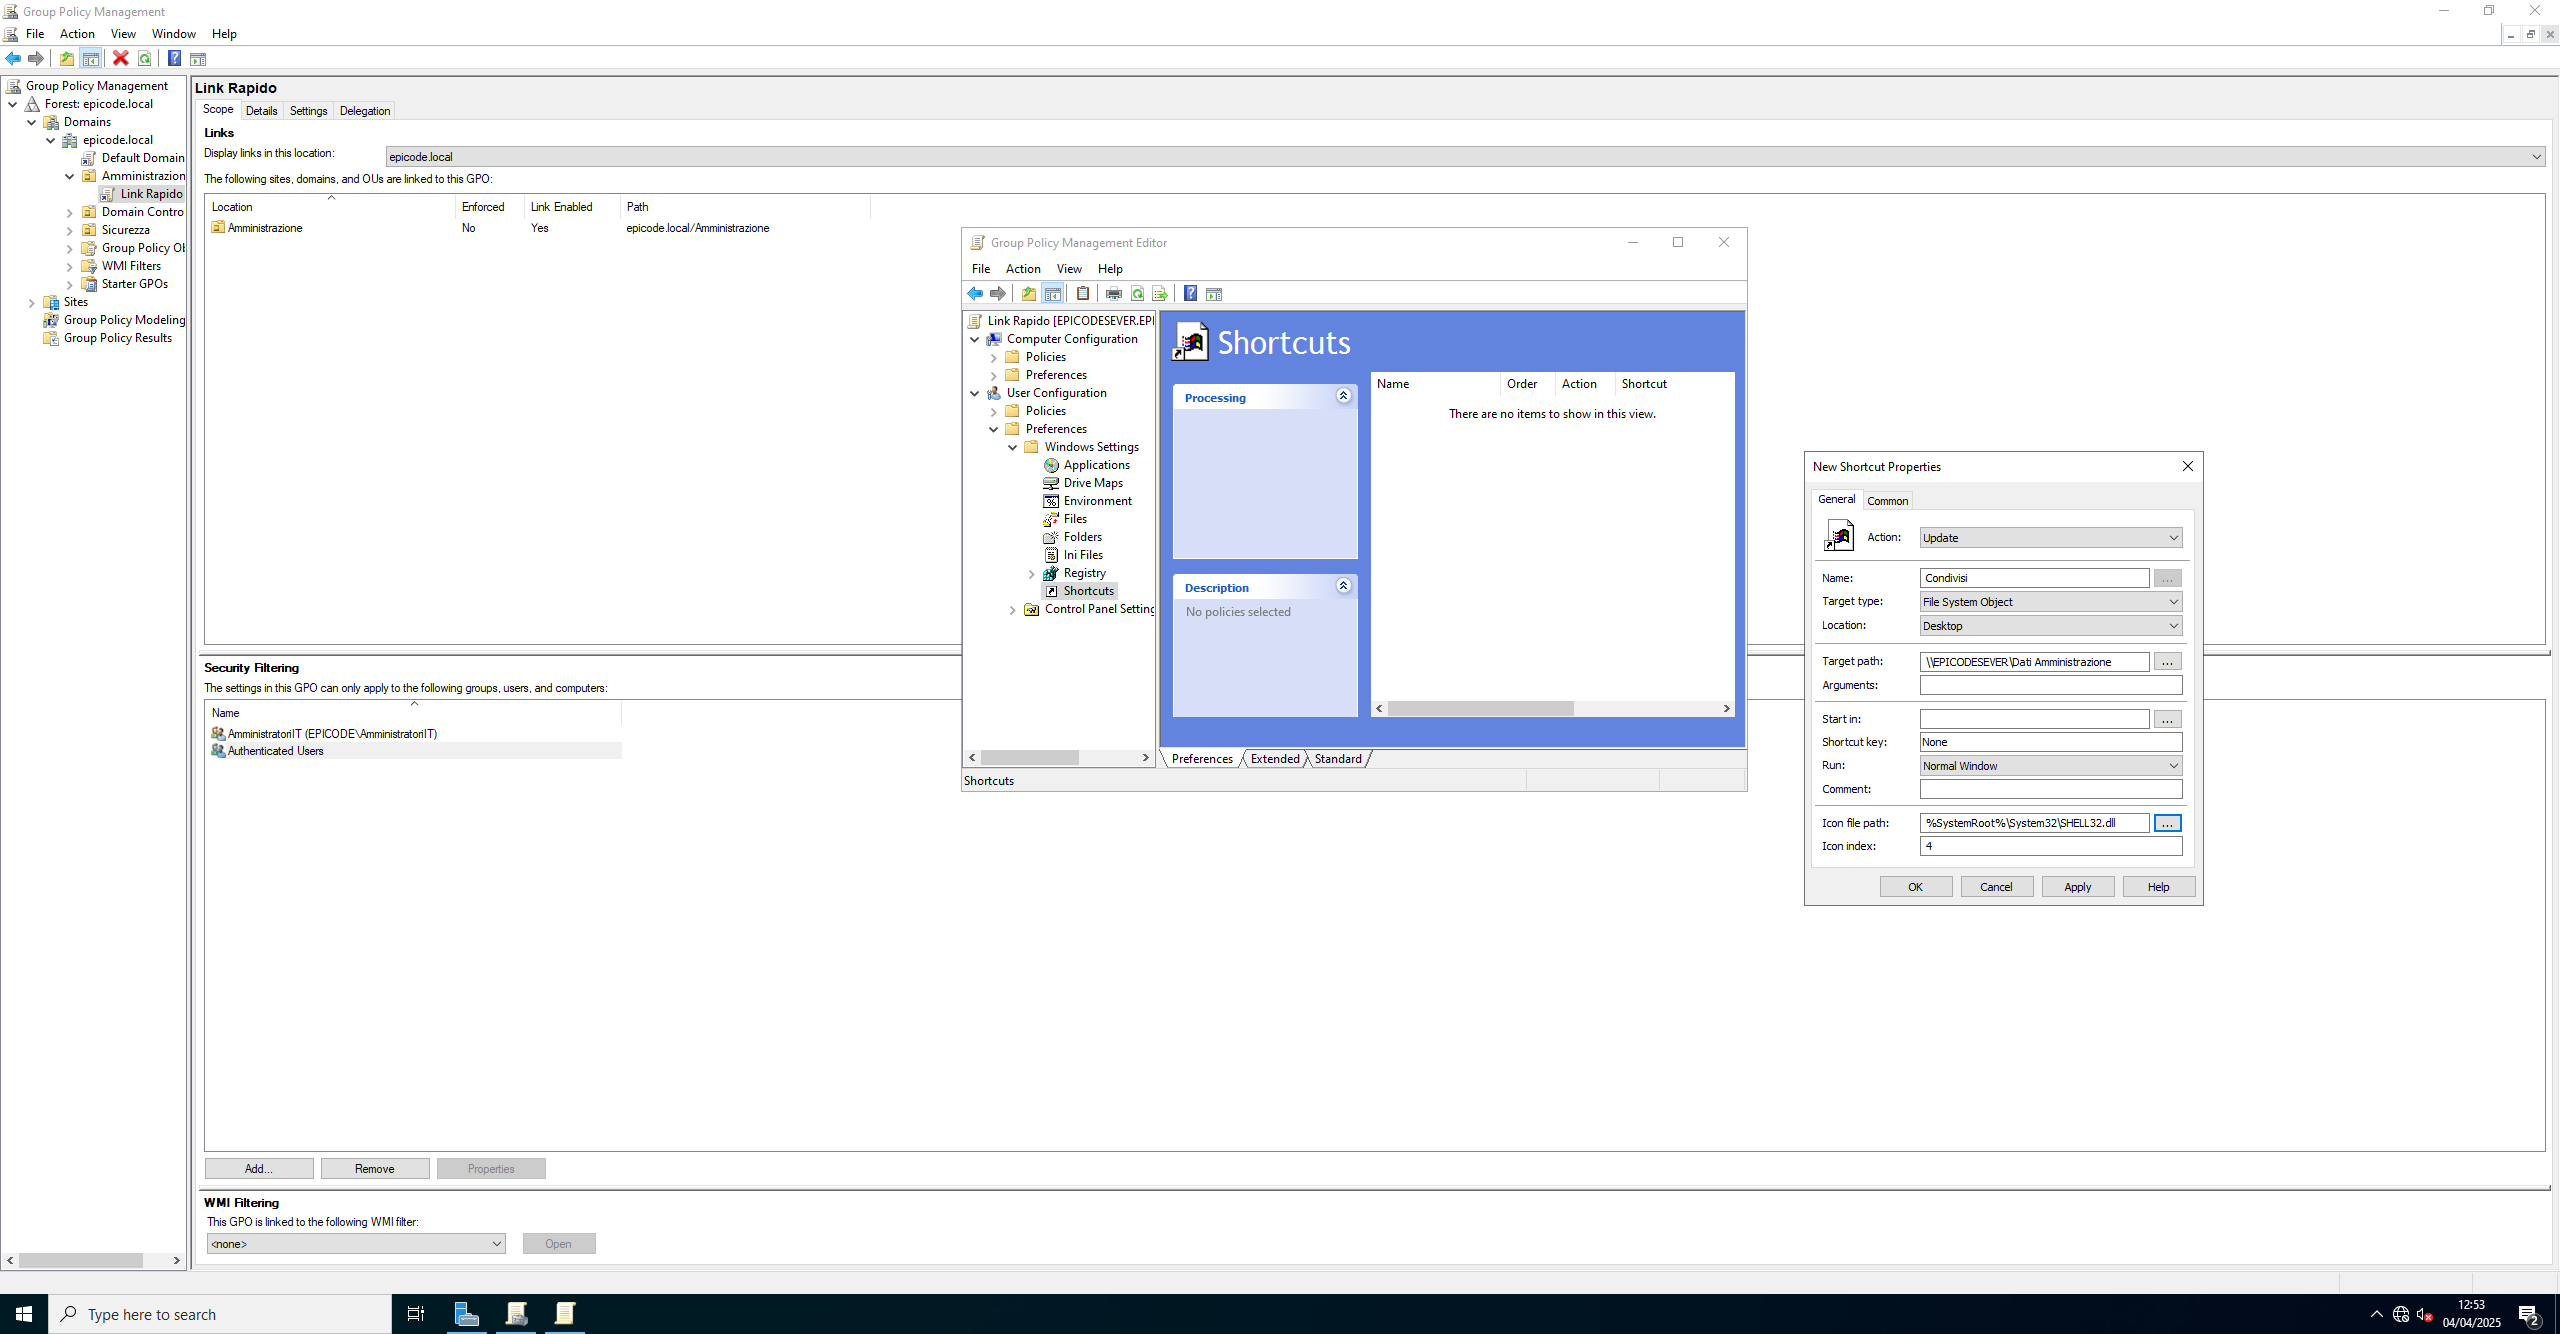 Group Policy Management
File Action View Help
File Action View Window Help
Group Policy Management
Forest: epicode.local
Domains
epicode.local
Default Domain
Amministrazion
Link Rapido
Domain Contro
Sicurezza
Group Policy Ob
WMI Filters
Starter GPOs
Sites
Group Policy Modeling
Group Policy Results
Link Rapido
Scope Details Settings Delegation
Links
Display links in this location:
epicode.local
The following sites, domains, and OUs are linked to this GPO:
Location Enforced Link Enabled Path
Amministrazione No Yes epicode.local/Amministrazione
Security Filtering
The settings in this GPO can only apply to the following groups, users, and computers:
Name
AmministratoriIT (EPICODE\AmministratoriIT)
Authenticated Users
Add... Remove Properties
WMI Filtering
This GPO is linked to the following WMI filter:
<none> Open
Group Policy Management Editor
File Action View Help
Link Rapido [EPICODESEVER.EPI
Computer Configuration
Policies
Preferences
User Configuration
Policies
Preferences
Windows Settings
Applications
Drive Maps
Environment
Files
Folders
Ini Files
Registry
Shortcuts
Control Panel Setting
Shortcuts
Processing
Description
No policies selected
Name Order Action Shortcut
There are no items to show in this view.
Preferences Extended Standard
Shortcuts
New Shortcut Properties
General Common
Action: Update
Name: Condivisi ...
Target type: File System Object
Location: Desktop
Target path: \\EPICODESEVER\Dati Amministrazione ...
Arguments:
Start in: ...
Shortcut key: None
Run: Normal Window
Comment:
Icon file path: %SystemRoot%\System32\SHELL32.dll ...
Icon index: 4
OK Cancel Apply Help
Type here to search
12:53
04/04/2025
2